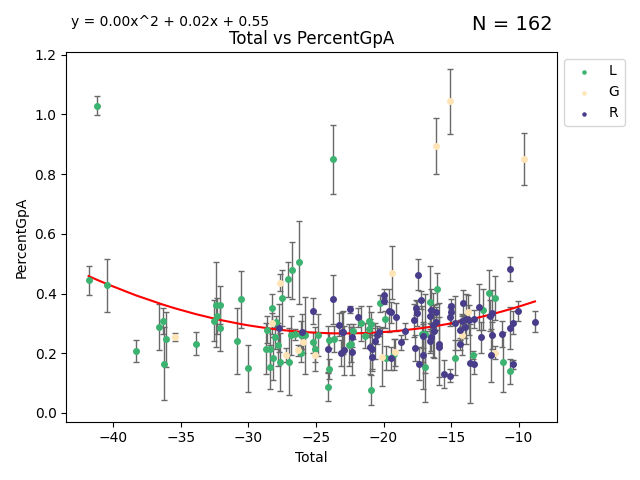 y = 0.00x^2 + 0.02x + 0.55
N = 162
Total vs PercentGpA
L
G
R
PercentGpA
1.2
1.0
0.8
0.6
0.4
0.2
0.0
−40 −35 −30 −25 −20 −15 −10
Total